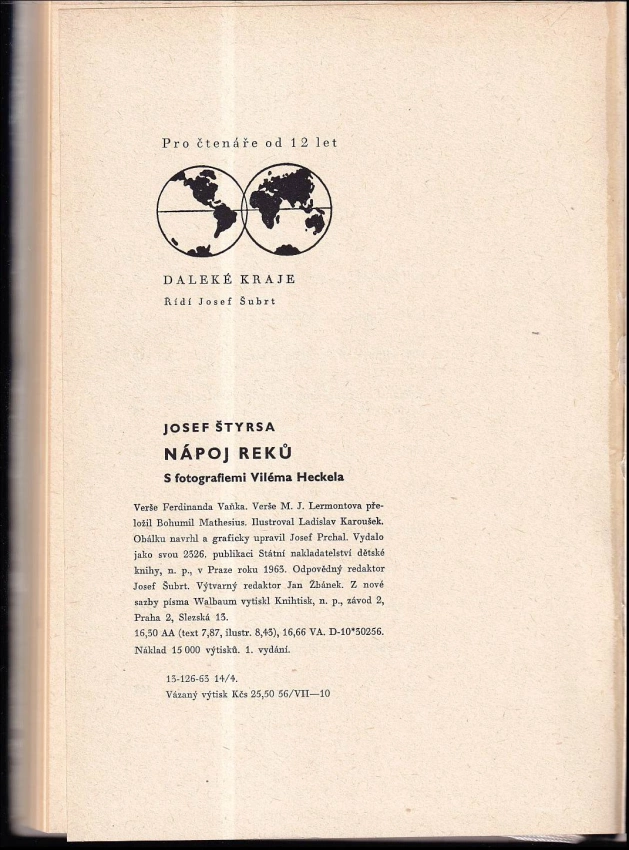 Pro čtenáře od 12 let
DALEKÉ KRAJE
Řídí Josef Šubrt
JOSEF ŠTYRSA
NÁPOJ REKŮ
S fotografiemi Viléma Heckela
Verše Ferdinanda Vaňka. Verše M. J. Lermontova pře-
ložil Bohumil Mathesius. Ilustroval Ladislav Karoušek.
Obálku navrhl a graficky upravil Josef Prchal. Vydalo
jako svou 2326. publikaci Státní nakladatelství dětské
knihy, n. p., v Praze roku 1963. Odpovědný redaktor
Josef Šubrt. Výtvarný redaktor Jan Žbánek. Z nové
sazby písma Walbaum vytiskl Knihtisk, n. p., závod 2,
Praha 2, Slezská 13.
16,50 AA (text 7,87, ilustr. 8,43), 16,66 VA. D-10*30256.
Náklad 15 000 výtisků. 1. vydání.
13-126-63 14/4.
Vázaný výtisk Kčs 25,50 56/VII—10